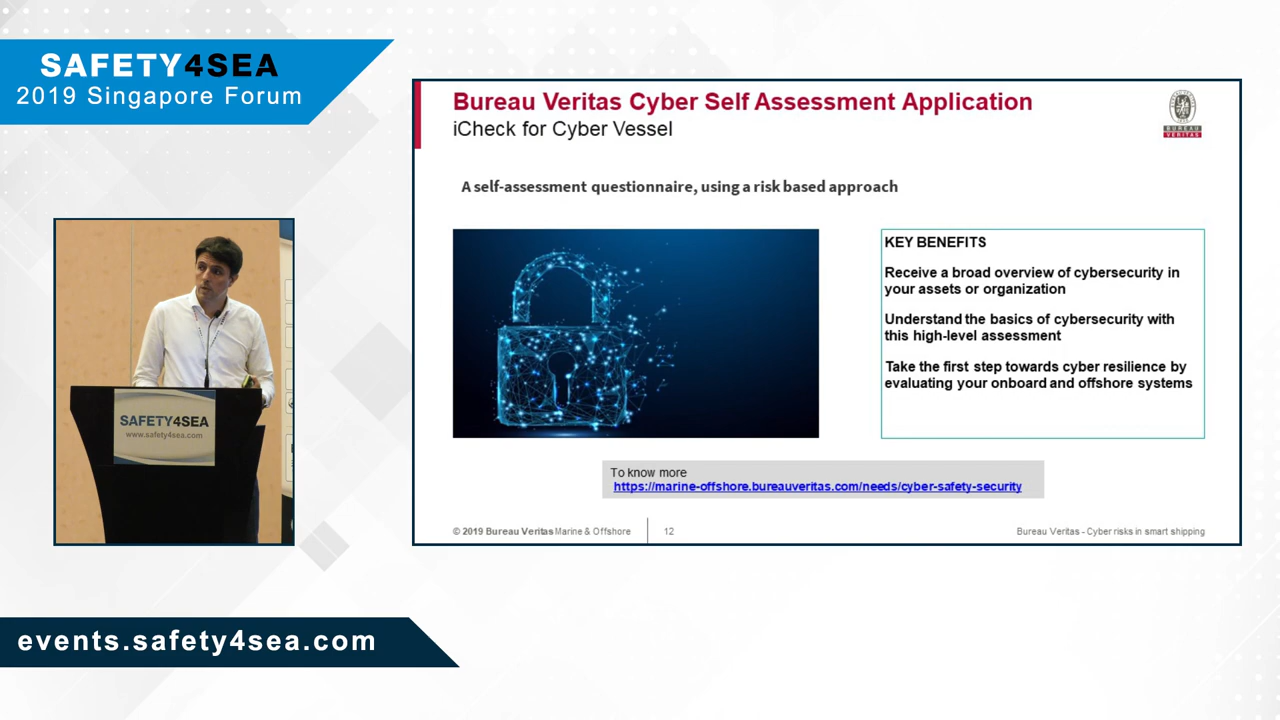 SAFETY4SEA
2019 Singapore Forum
SAFETY4SEA
www.safety4sea.com
events.safety4sea.com
Bureau Veritas Cyber Self Assessment Application
iCheck for Cyber Vessel
BUREAU
VERITAS
A self-assessment questionnaire, using a risk based approach
KEY BENEFITS
Receive a broad overview of cybersecurity in
your assets or organization
Understand the basics of cybersecurity with
this high-level assessment
Take the first step towards cyber resilience by
evaluating your onboard and offshore systems
To know more
https://marine-offshore.bureauveritas.com/needs/cyber-safety-security
© 2019 Bureau Veritas Marine & Offshore
12
Bureau Veritas - Cyber risks in smart shipping